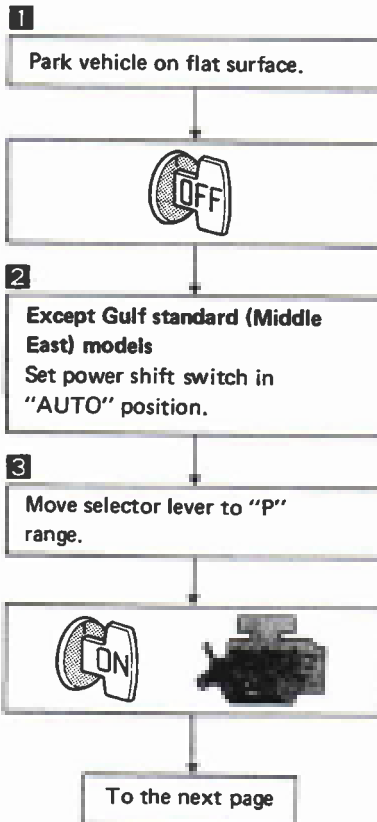 1
Park vehicle on flat surface.
OFF
2
Except Gulf standard (Middle
East) models
Set power shift switch in
"AUTO" position.
3
Move selector lever to "P"
range.
ON
To the next page